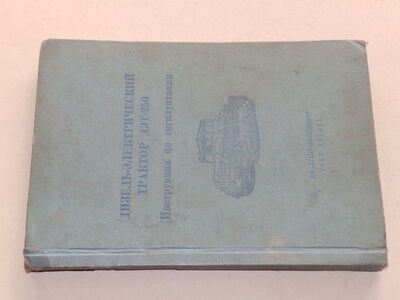 ДИЗЕЛЬ-ЭЛЕКТРИЧЕСКИЙ
ТРАКТОР ДЭТ-250
Инструкция по эксплуатации